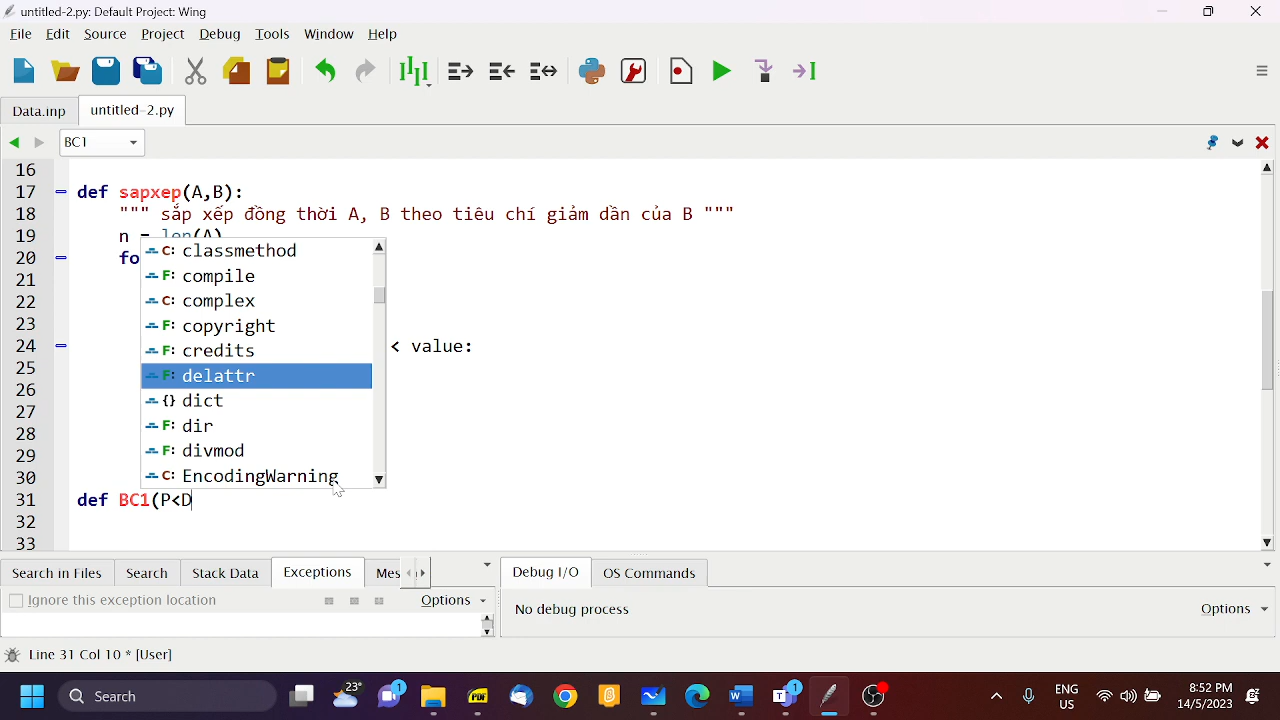 untitled-2.py: Default Project: Wing
File Edit Source Project Debug Tools Window Help
Data.inp untitled-2.py
BC1
16
17 def sapxep(A,B):
18 """ sắp xếp đồng thời A, B theo tiêu chí giảm dần của B """
19 n = len(A)
20 fo
21
22
23
24 < value:
25
26
27
28
29
30
31 def BC1(P<D
32
33
C: classmethod
F: compile
C: complex
F: copyright
F: credits
F: delattr
{} dict
F: dir
F: divmod
C: EncodingWarning
Search in Files Search Stack Data Exceptions Mes
Debug I/O OS Commands
Ignore this exception location Options
No debug process Options
Line 31 Col 10 * [User]
Search
23°
1
PDF
1
ENG
US
8:52 PM
14/5/2023